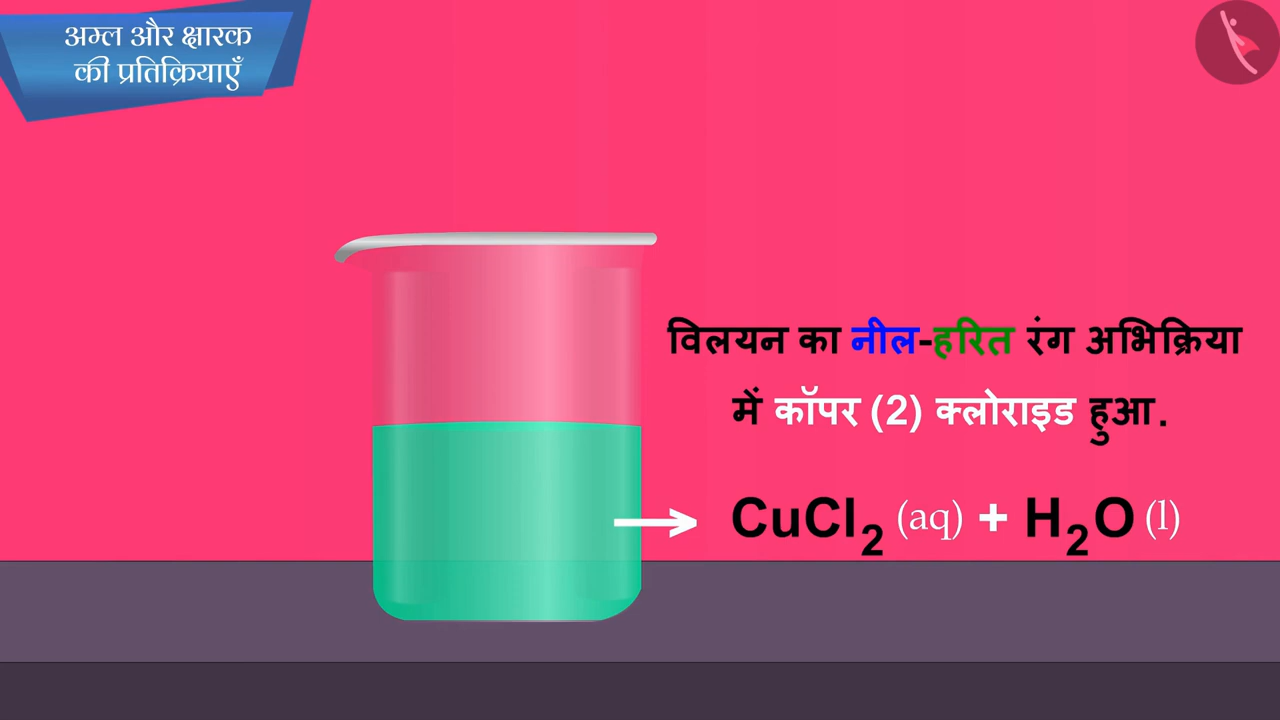 अम्ल और क्षारक
की प्रतिक्रियाएँ
विलयन का नील-हरित रंग अभिक्रिया
में कॉपर (2) क्लोराइड हुआ.
CuCl₂ (aq) + H₂O (l)